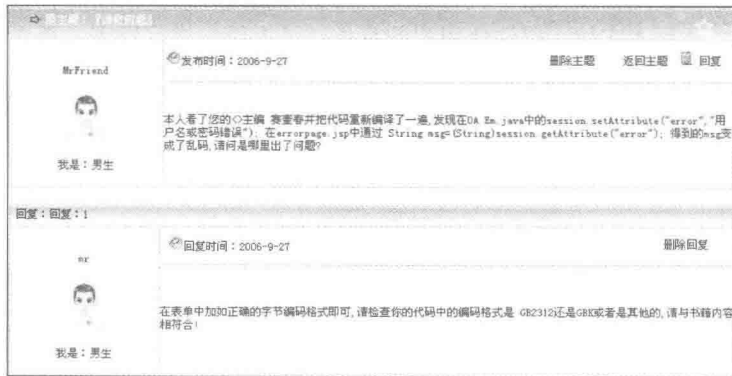 MrFriend
发布时间：2006-9-27
删除主题 返回主题 回复
本人看了您的○主编 赛奎春并把代码重新编译了一遍,发现在OA Em.java中的session.setAttribute("error","用
户名或密码错误"); 在errorpage.jsp中通过 String msg=(String)session.getAttribute("error"); 得到的msg变
成了乱码,请问是哪里出了问题?
我是：男生
回复：回复：1
mr
回复时间：2006-9-27
删除回复
在表单中加如正确的字节编码格式即可,请检查你的代码中的编码格式是 GB2312还是GBK或者是其他的,请与书籍内容
相符合!
我是：男生